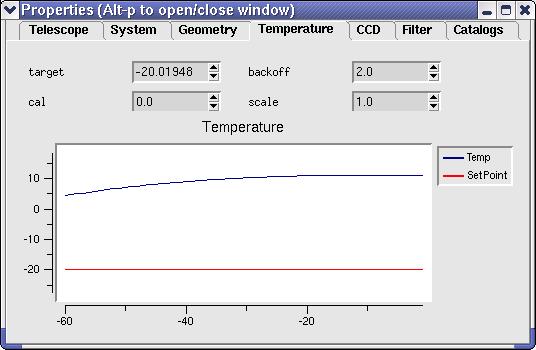 Properties (Alt-p to open/close window)
Telescope System Geometry Temperature CCD Filter Catalogs
target -20.01948 backoff 2.0
cal 0.0 scale 1.0
Temperature
Temp
SetPoint
10
0
-10
-20
-60 -40 -20